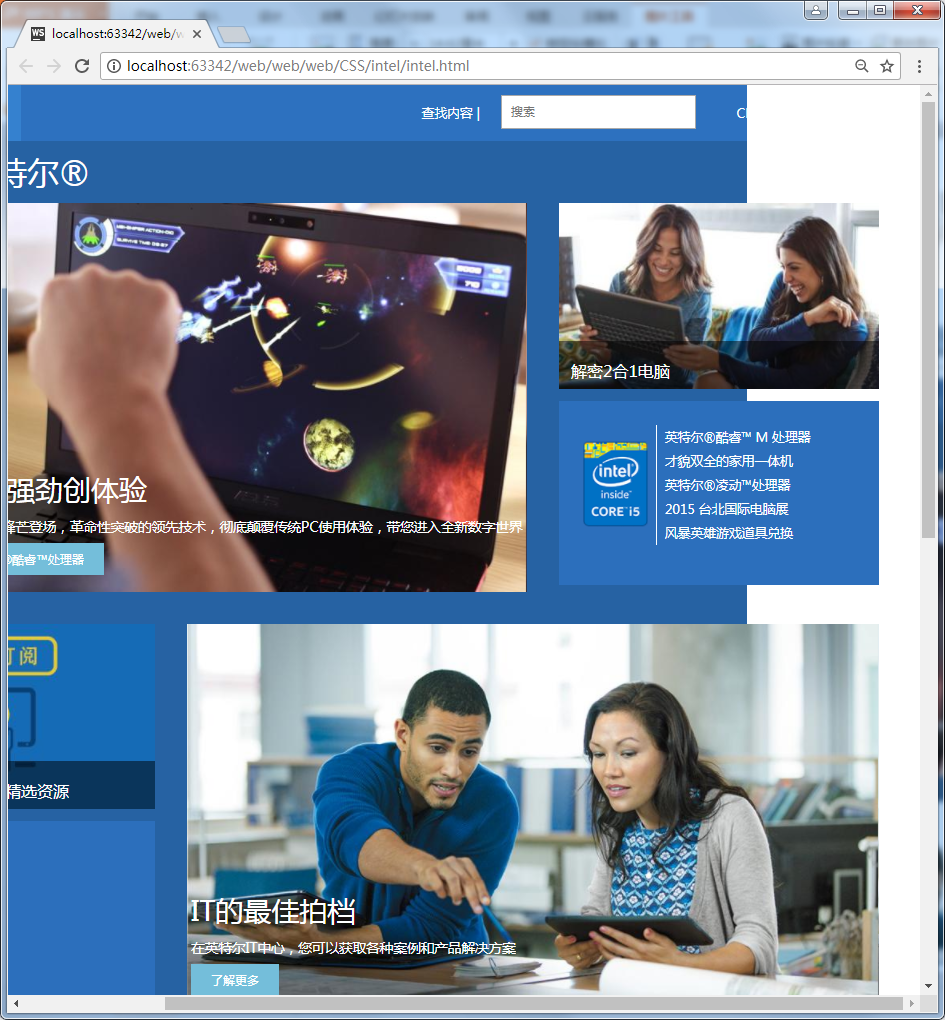 localhost:63342/web/w
localhost:63342/web/web/web/CSS/intel/intel.html
查找内容 |
搜索
特尔®
解密2合1电脑
强劲创体验
峰芒登场，革命性突破的领先技术，彻底颠覆传统PC使用体验，带您进入全新数字世界
酷睿™处理器
intel
inside™
CORE i5
英特尔®酷睿™ M 处理器
才貌双全的家用一体机
英特尔®凌动™处理器
2015 台北国际电脑展
风暴英雄游戏道具兑换
订阅
精选资源
IT的最佳拍档
在英特尔IT中心，您可以获取各种案例和产品解决方案
了解更多